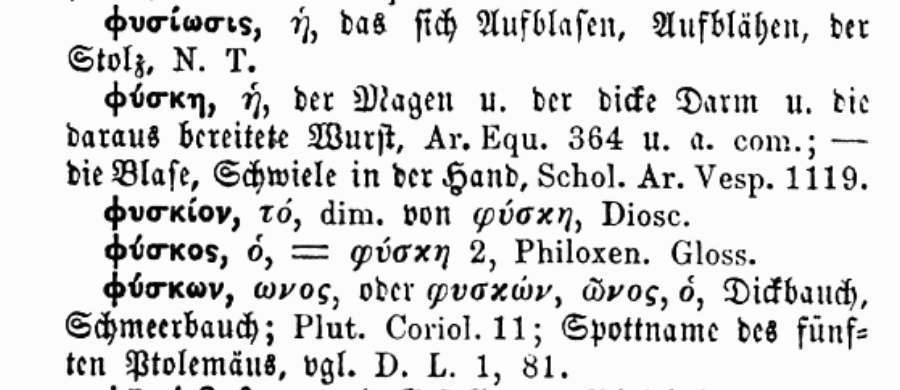 φυσίωσις, ἡ, das ſich Aufblaſen, Aufblähen, der
Stolz, N. T.
φύσκη, ἡ, der Magen u. der dicke Darm u. die
daraus bereitete Wurſt, Ar. Equ. 364 u. a. com.; —
die Blaſe, Schwiele in der Hand, Schol. Ar. Vesp. 1119.
φυσκίον, τό, dim. von φύσκη, Diosc.
φύσκος, ὁ, = φύσκη 2, Philoxen. Gloss.
φύσκων, ωνος, oder φυσκών, ῶνος, ὁ, Dickbauch,
Schmeerbauch; Plut. Coriol. 11; Spottname des fünf-
ten Ptolemäus, vgl. D. L. 1, 81.